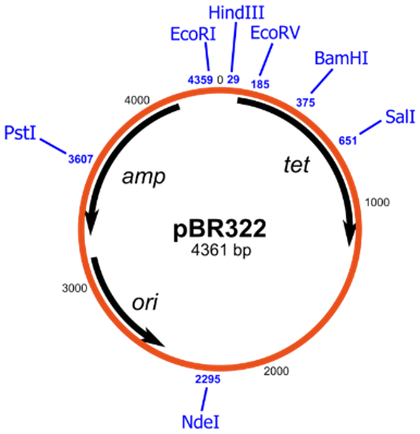 HindIII
EcoRI
EcoRV
4359
0
29
185
BamHI
375
4000
651
SalI
PstI
3607
amp
tet
1000
pBR322
4361 bp
3000
ori
2000
2295
NdeI